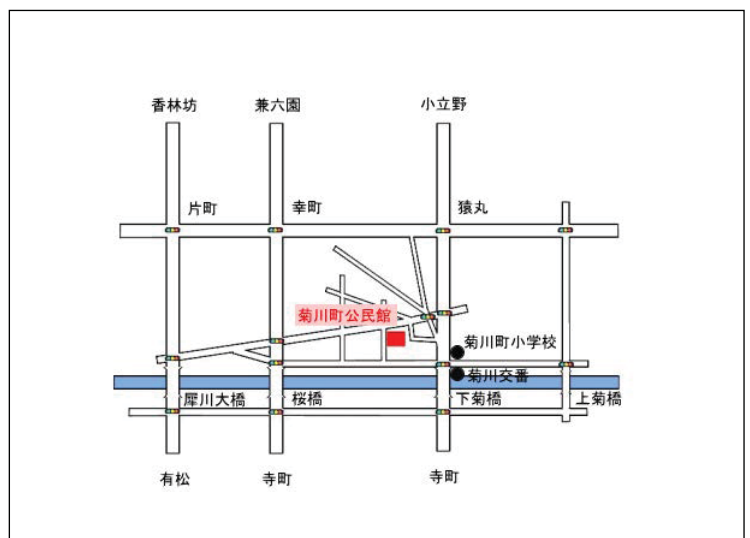 香林坊
兼六園
小立野
片町
幸町
猿丸
菊川町公民館
菊川町小学校
菊川交番
犀川大橋
桜橋
下菊橋
上菊橋
有松
寺町
寺町